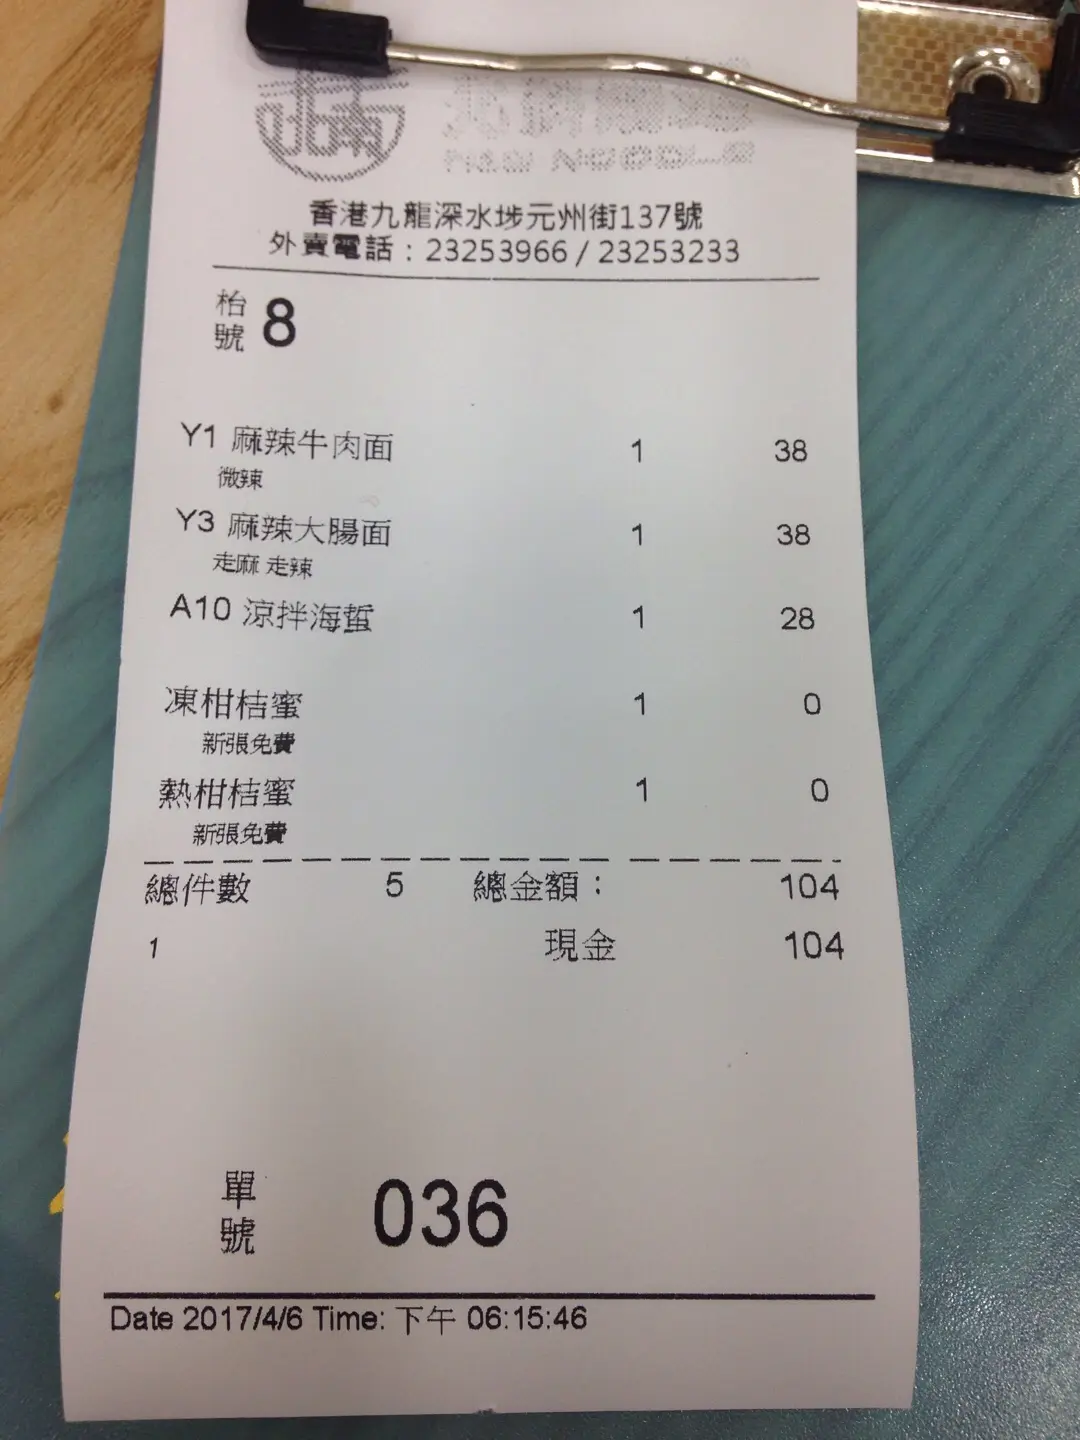 NEW NOODLE
香港九龍深水埗元州街137號
外賣電話：23253966 / 23253233
枱號 8
Y1 麻辣牛肉面 1 38
微辣
Y3 麻辣大腸面 1 38
走麻 走辣
A10 涼拌海蜇 1 28
凍柑桔蜜 1 0
新張免費
熱柑桔蜜 1 0
新張免費
總件數 5 總金額： 104
1 現金 104
單號 036
Date 2017/4/6 Time: 下午 06:15:46